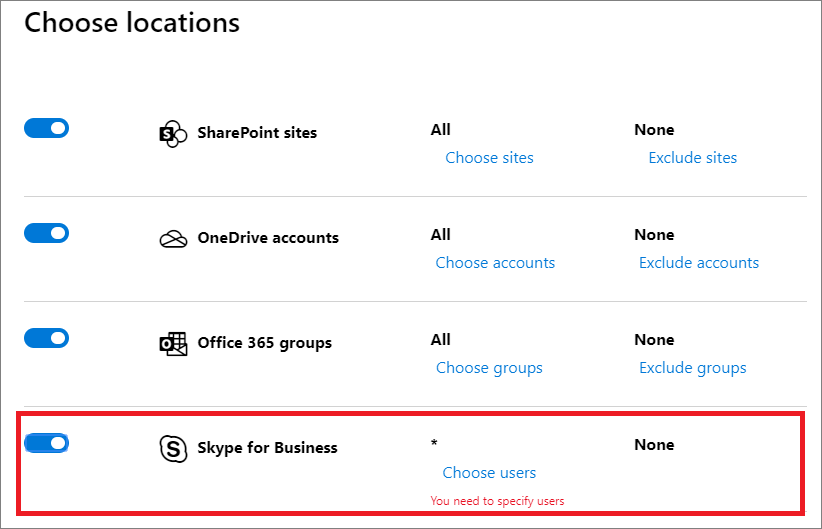 Choose locations
SharePoint sites All None
Choose sites Exclude sites
OneDrive accounts All None
Choose accounts Exclude accounts
Office 365 groups All None
Choose groups Exclude groups
Skype for Business * None
Choose users
You need to specify users